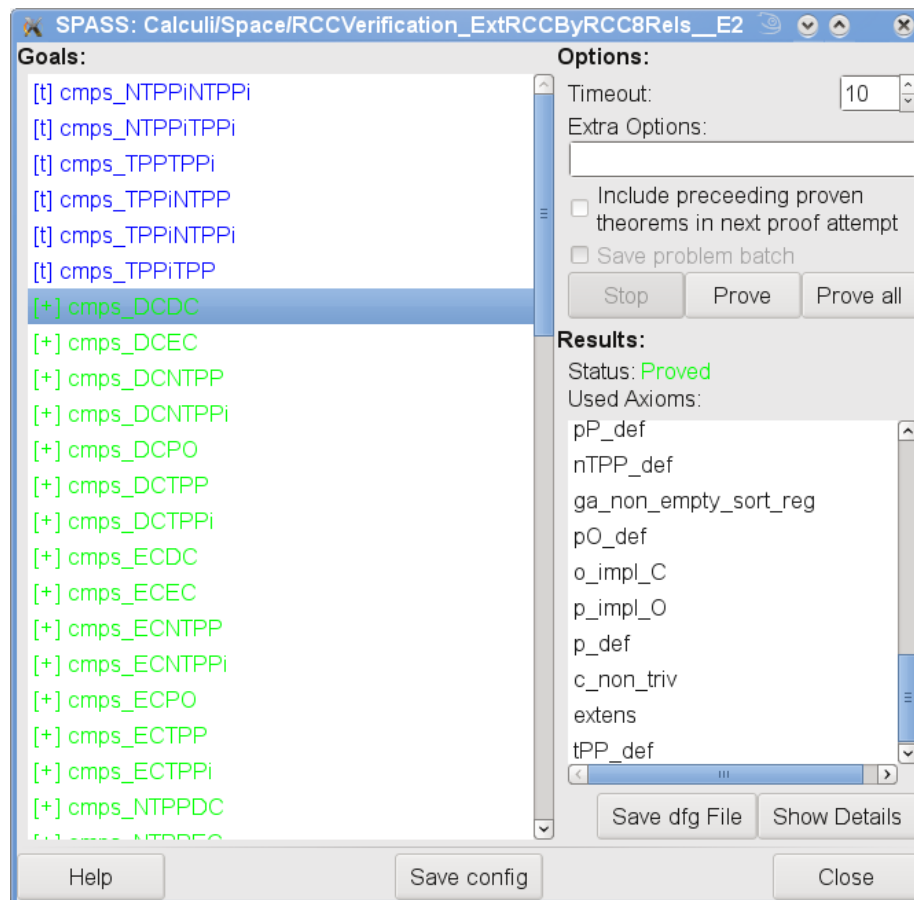 SPASS: Calculi/Space/RCCVerification_ExtRCCByRCC8Rels__E2
Goals:
[t] cmps_NTPPiNTPPi
[t] cmps_NTPPiTPPi
[t] cmps_TPPTPPi
[t] cmps_TPPiNTPP
[t] cmps_TPPiNTPPi
[t] cmps_TPPiTPP
[+] cmps_DCDC
[+] cmps_DCEC
[+] cmps_DCNTPP
[+] cmps_DCNTPPi
[+] cmps_DCPO
[+] cmps_DCTPP
[+] cmps_DCTPPi
[+] cmps_ECDC
[+] cmps_ECEC
[+] cmps_ECNTPP
[+] cmps_ECNTPPi
[+] cmps_ECPO
[+] cmps_ECTPP
[+] cmps_ECTPPi
[+] cmps_NTPPDC
[+] cmps_NTPPEC
Options:
Timeout: 10
Extra Options:
Include preceeding proven
theorems in next proof attempt
Save problem batch
Stop Prove Prove all
Results:
Status: Proved
Used Axioms:
pP_def
nTPP_def
ga_non_empty_sort_reg
pO_def
o_impl_C
p_impl_O
p_def
c_non_triv
extens
tPP_def
Save dfg File Show Details
Help Save config Close